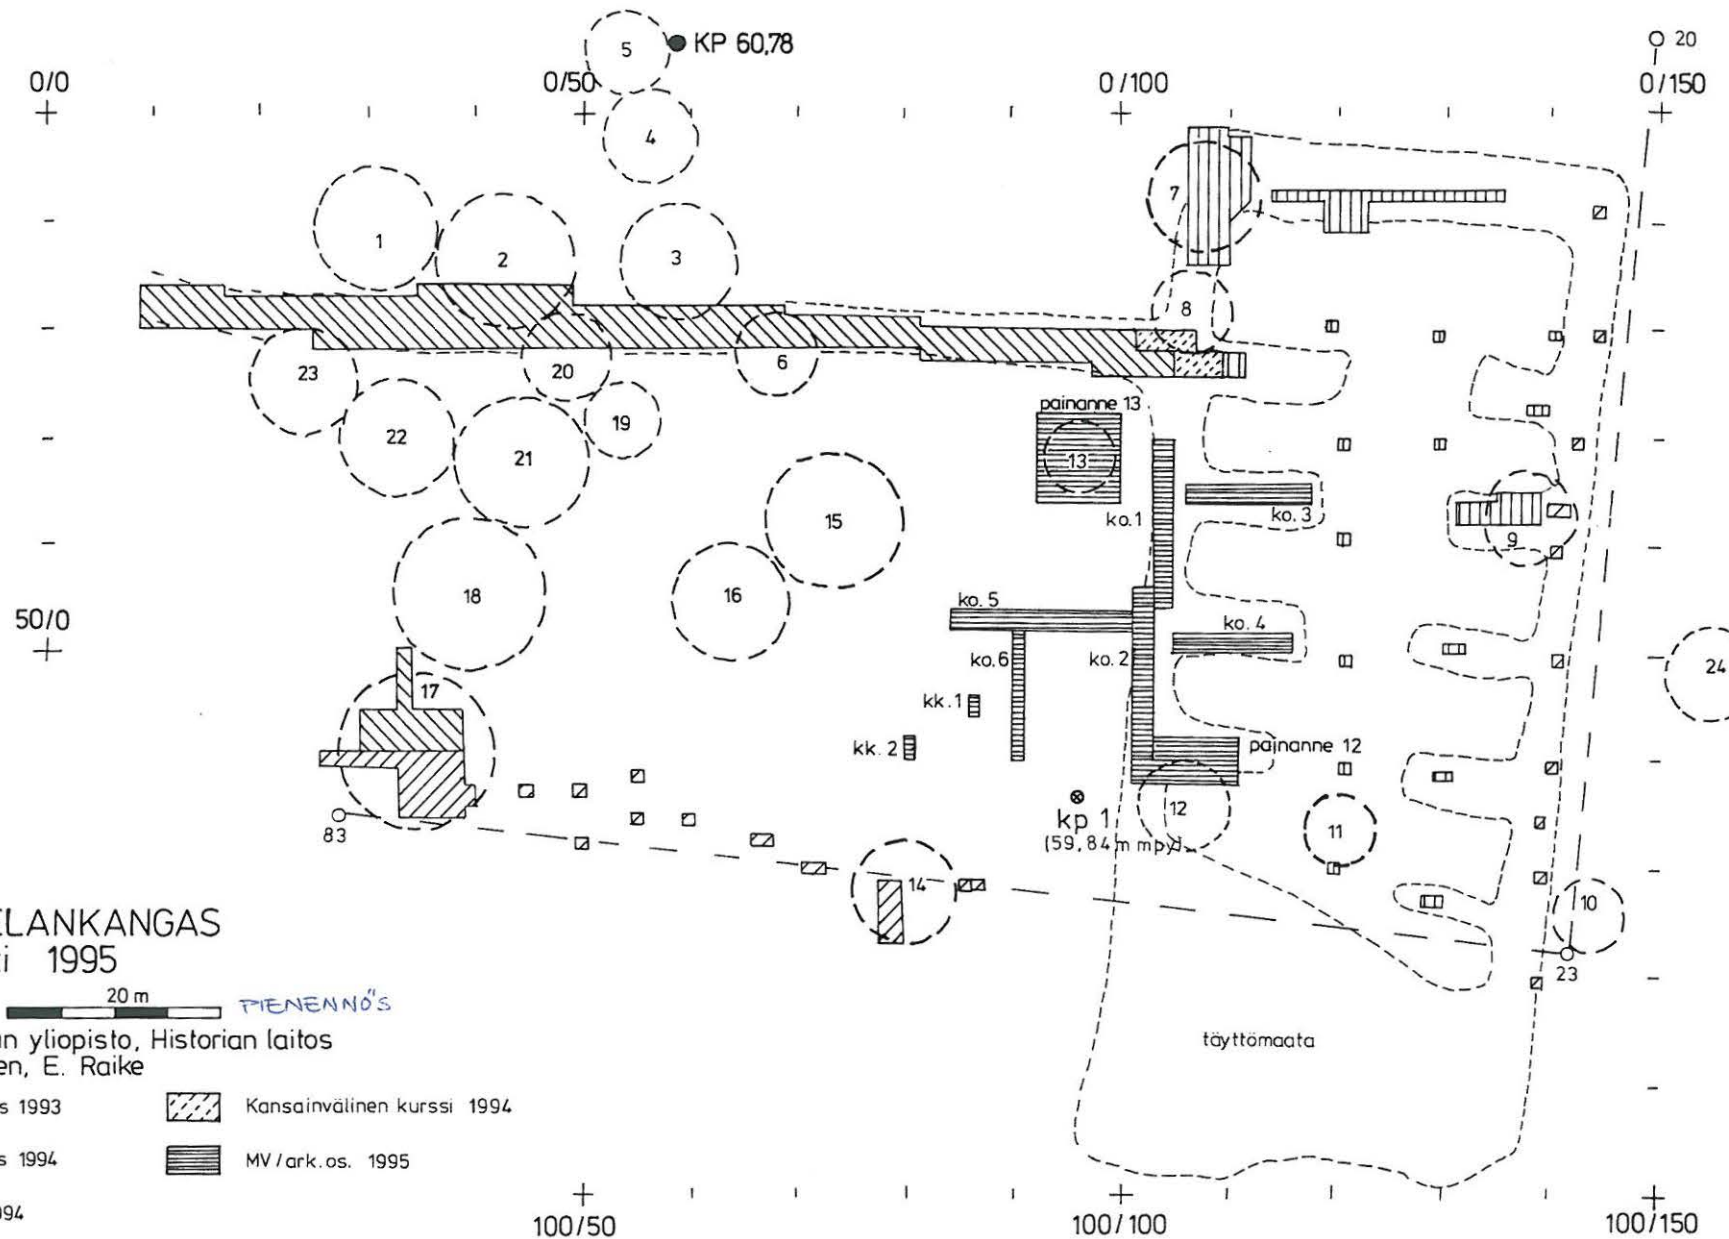 5
KP 60,78
20
0/0
0/50
0/100
0/150
4
7
1
2
3
8
23
20
6
painanne 13
22
21
19
13
15
ko.1
ko.3
9
18
16
ko. 5
ko. 4
50/0
ko.6
ko. 2
24
17
kk.1
kk. 2
painanne 12
12
11
83
kp 1
(59,84 m mpy)
14
10
23
ELANKANGAS
i 1995
20 m
PIENENNÖS
n yliopisto, Historian laitos
en, E. Raike
täyttömaata
s 1993
Kansainvälinen kurssi 1994
s 1994
MV/ark.os. 1995
994
100/50
100/100
100/150